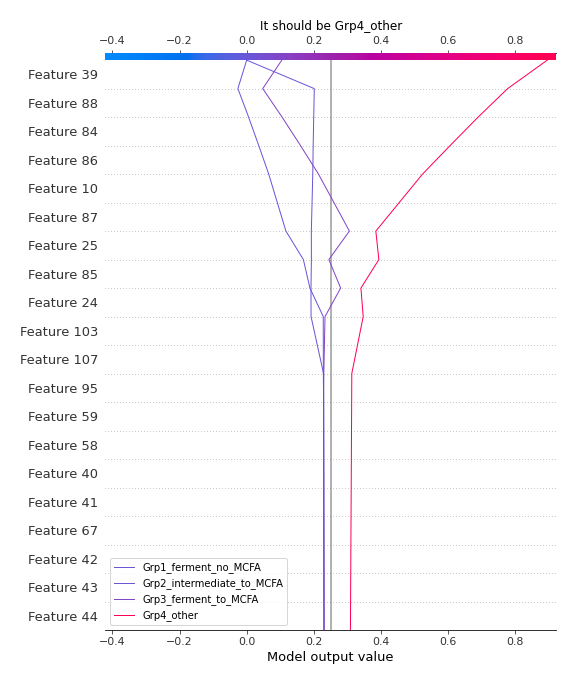 It should be Grp4_other
−0.4 −0.2 0.0 0.2 0.4 0.6 0.8
Feature 39
Feature 88
Feature 84
Feature 86
Feature 10
Feature 87
Feature 25
Feature 85
Feature 24
Feature 103
Feature 107
Feature 95
Feature 59
Feature 58
Feature 40
Feature 41
Feature 67
Feature 42
Feature 43
Feature 44
Grp1_ferment_no_MCFA
Grp2_intermediate_to_MCFA
Grp3_ferment_to_MCFA
Grp4_other
−0.4 −0.2 0.0 0.2 0.4 0.6 0.8
Model output value